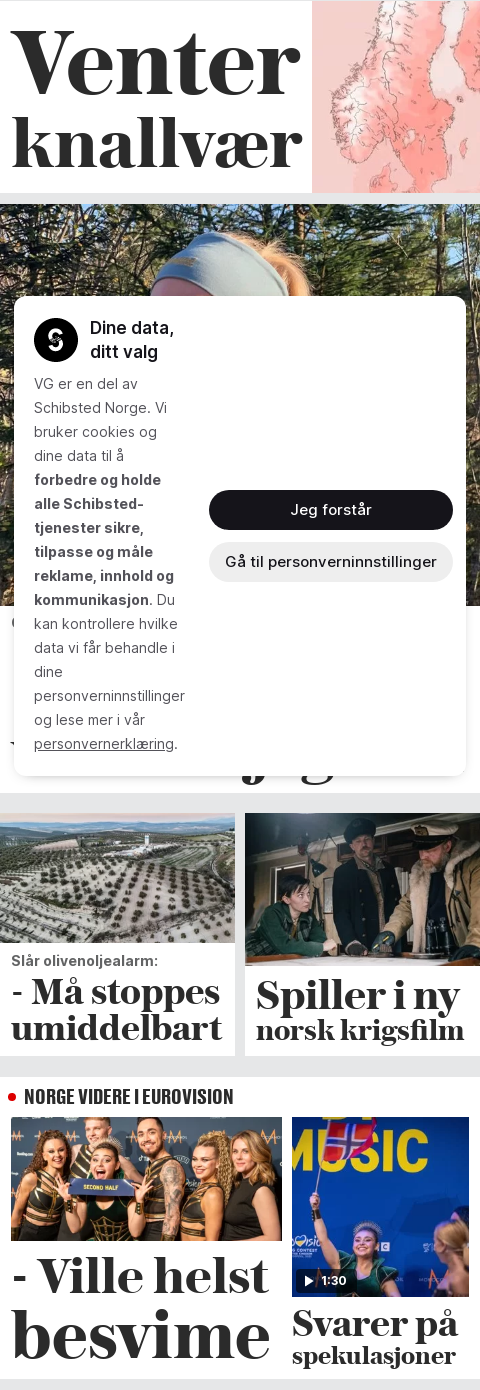 Venter
knallvær
Dine data,
ditt valg
VG er en del av
Schibsted Norge. Vi
bruker cookies og
dine data til å
forbedre og holde
alle Schibsted-
tjenester sikre,
tilpasse og måle
reklame, innhold og
kommunikasjon. Du
kan kontrollere hvilke
data vi får behandle i
dine
personverninnstillinger
og lese mer i vår
personvernerklæring.
Jeg forstår
Gå til personverninnstillinger
Slår olivenoljealarm:
- Må stoppes
umiddelbart
Spiller i ny
norsk krigsfilm
NORGE VIDERE I EUROVISION
SECOND HALF
- Ville helst
besvime
MUSIC
1:30
Svarer på
spekulasjoner